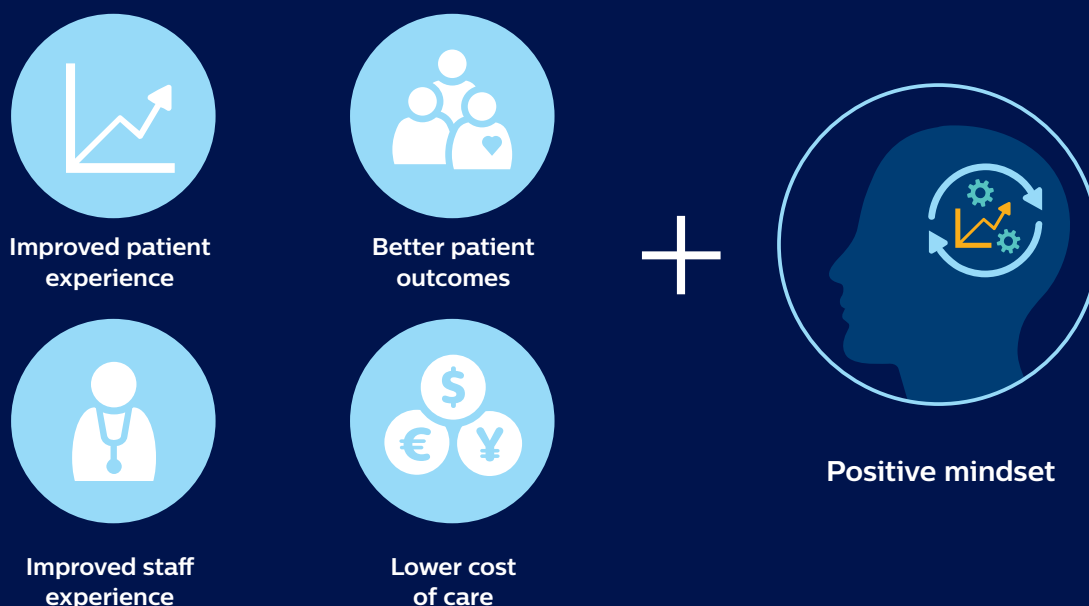 Improved patient
experience
Better patient
outcomes
$
€
¥
Improved staff
experience
Lower cost
of care
Positive mindset